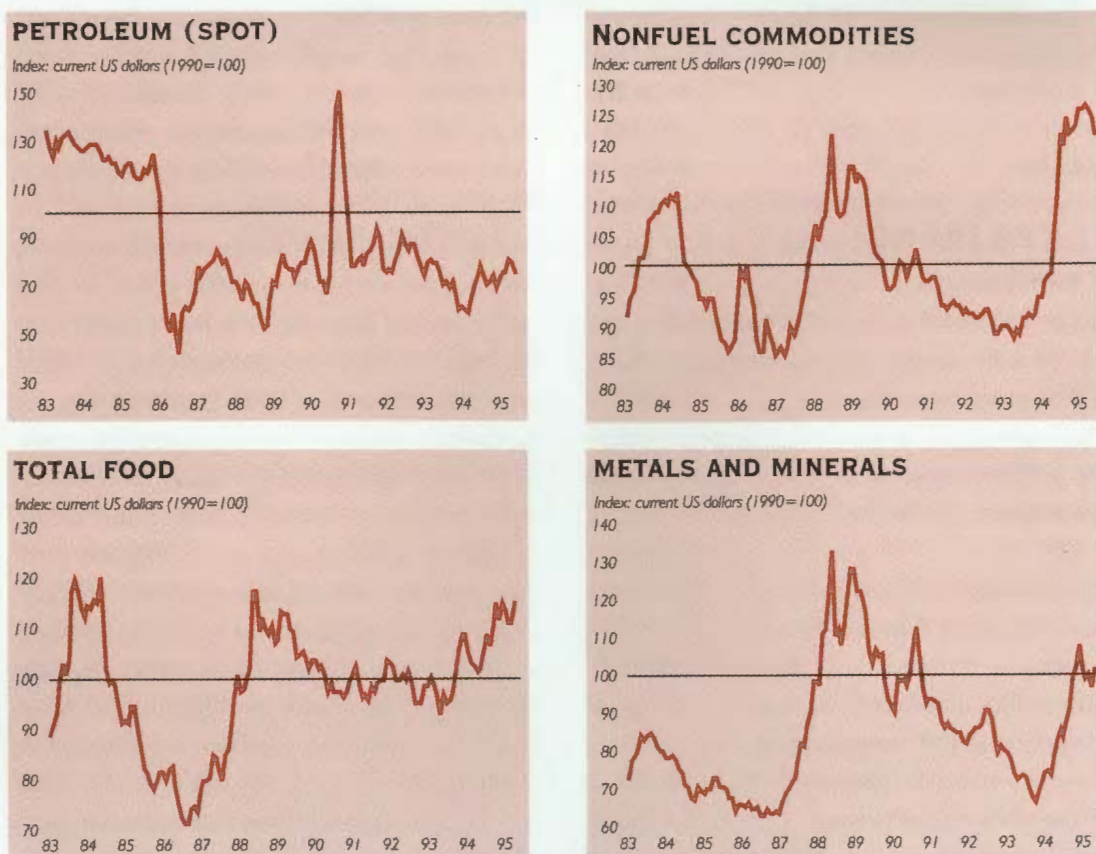 PETROLEUM (SPOT)
Index: current US dollars (1990=100)
150
130
110
90
70
50
30
83 84 85 86 87 88 89 90 91 92 93 94 95
NONFUEL COMMODITIES
Index: current US dollars (1990=100)
130
125
120
115
110
105
100
95
90
85
80
83 84 85 86 87 88 89 90 91 92 93 94 95
TOTAL FOOD
Index: current US dollars (1990=100)
130
120
110
100
90
80
70
83 84 85 86 87 88 89 90 91 92 93 94 95
METALS AND MINERALS
Index: current US dollars (1990=100)
140
130
120
110
100
90
80
70
60
83 84 85 86 87 88 89 90 91 92 93 94 95